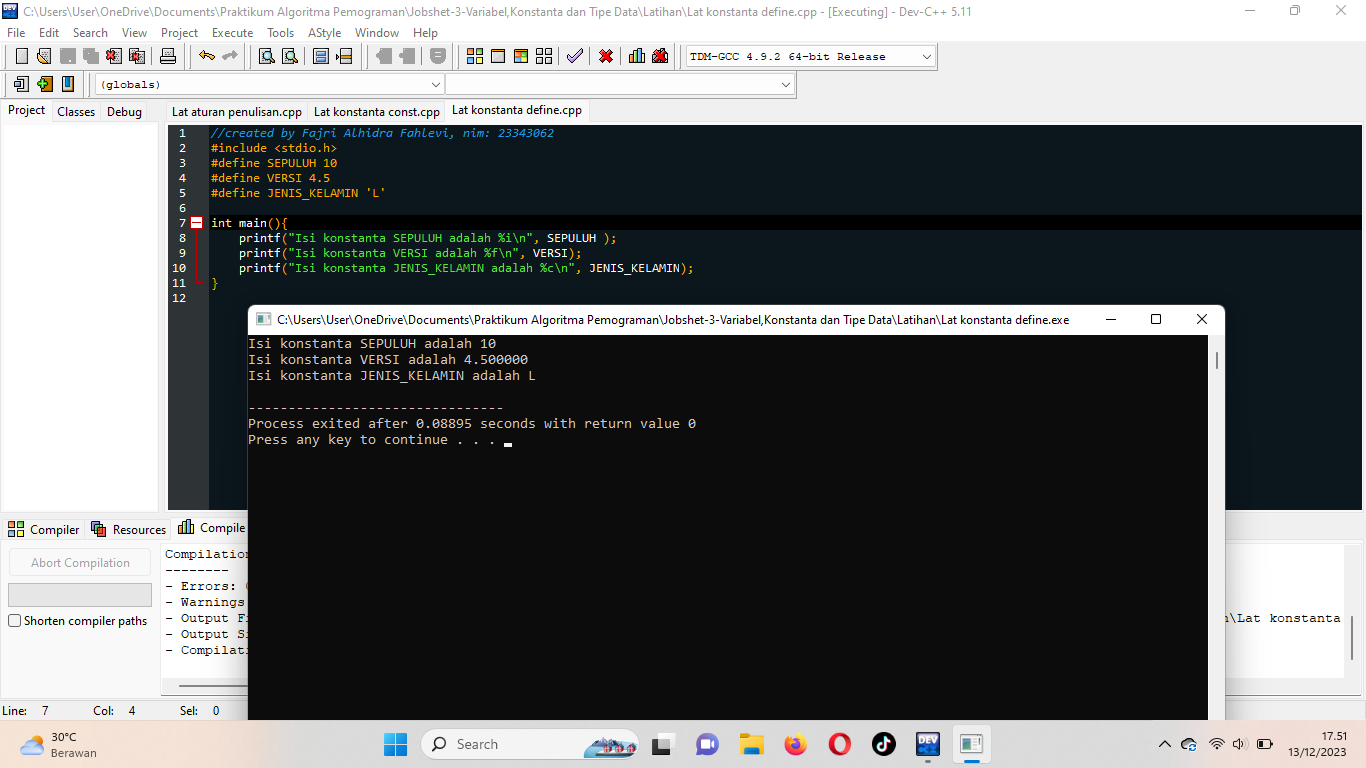 C:\Users\User\OneDrive\Documents\Praktikum Algoritma Pemograman\Jobshet-3-Variabel,Konstanta dan Tipe Data\Latihan\Lat konstanta define.cpp - [Executing] - Dev-C++ 5.11
File Edit Search View Project Execute Tools AStyle Window Help
TDM-GCC 4.9.2 64-bit Release
(globals)
Project Classes Debug
Lat aturan penulisan.cpp Lat konstanta const.cpp Lat konstanta define.cpp
1 //created by Fajri Alhidra Fahlevi, nim: 23343062
2 #include <stdio.h>
3 #define SEPULUH 10
4 #define VERSI 4.5
5 #define JENIS_KELAMIN 'L'
6
7 int main(){
8 printf("Isi konstanta SEPULUH adalah %i\n", SEPULUH );
9 printf("Isi konstanta VERSI adalah %f\n", VERSI);
10 printf("Isi konstanta JENIS_KELAMIN adalah %c\n", JENIS_KELAMIN);
11 }
12
C:\Users\User\OneDrive\Documents\Praktikum Algoritma Pemograman\Jobshet-3-Variabel,Konstanta dan Tipe Data\Latihan\Lat konstanta define.exe
Isi konstanta SEPULUH adalah 10
Isi konstanta VERSI adalah 4.500000
Isi konstanta JENIS_KELAMIN adalah L
--------------------------------
Process exited after 0.08895 seconds with return value 0
Press any key to continue . . .
Compiler Resources Compile
Abort Compilation
Shorten compiler paths
Compilation
--------
- Errors:
- Warnings
- Output
- Output
-
\Lat konstanta
Line: 7 Col: 4 Sel: 0
30°C
Berawan
Search
DEV
17.51
13/12/2023